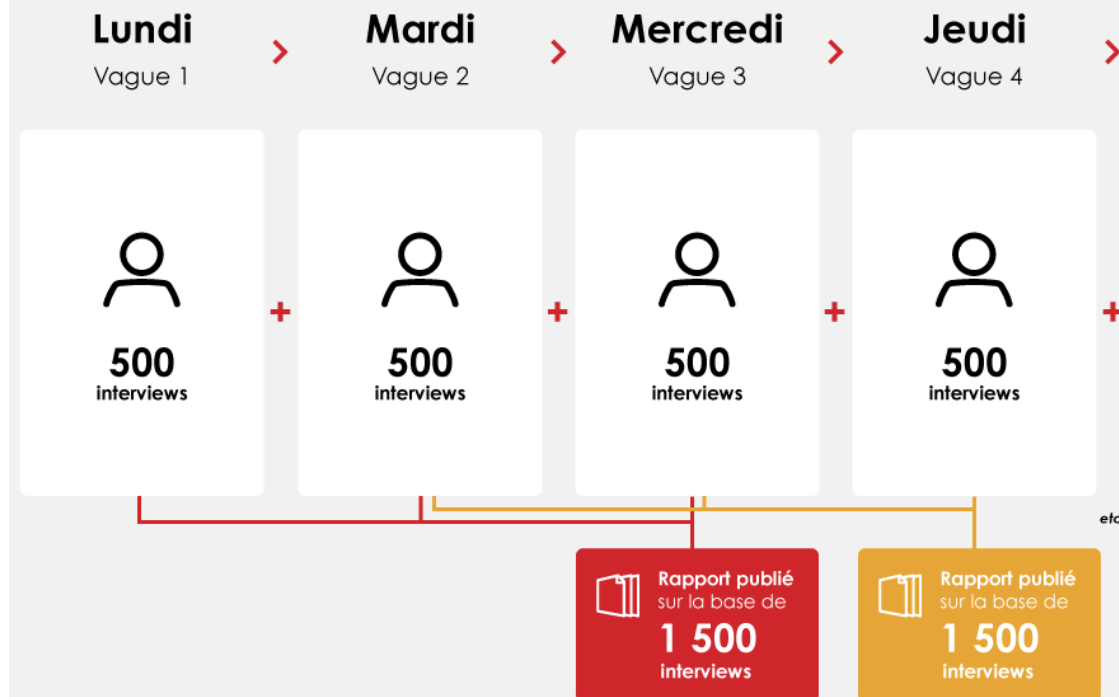 Lundi
Vague 1
Mardi
Vague 2
Mercredi
Vague 3
Jeudi
Vague 4
500
interviews
500
interviews
500
interviews
500
interviews
etc
Rapport publié
sur la base de
1 500
interviews
Rapport publié
sur la base de
1 500
interviews